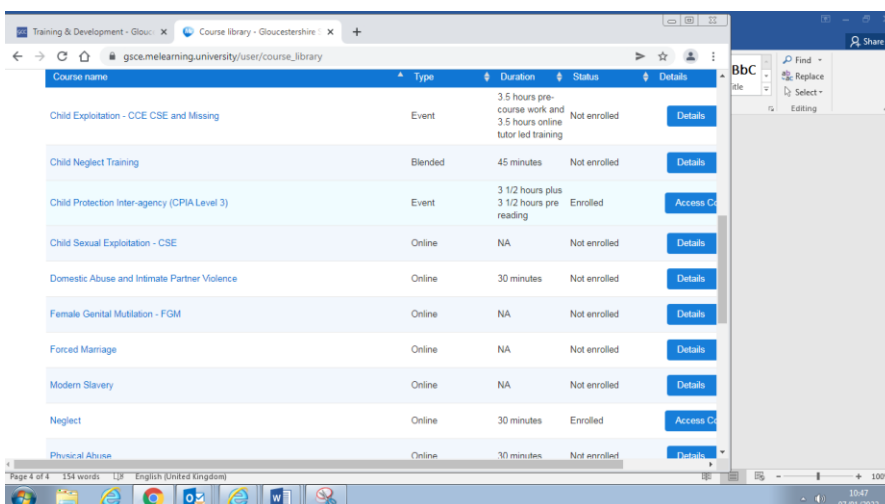 Training & Development - Glouc
Course library - Gloucestershire
Share
gsce.melearning.university/user/course_library
Find
Replace
Select
Editing
BbC
itle
Course name Type Duration Status Details
Child Exploitation - CCE CSE and Missing Event 3.5 hours pre-
course work and
3.5 hours online
tutor led training Not enrolled Details
Child Neglect Training Blended 45 minutes Not enrolled Details
Child Protection Inter-agency (CPIA Level 3) Event 3 1/2 hours plus
3 1/2 hours pre
reading Enrolled Access Co
Child Sexual Exploitation - CSE Online NA Not enrolled Details
Domestic Abuse and Intimate Partner Violence Online 30 minutes Not enrolled Details
Female Genital Mutilation - FGM Online NA Not enrolled Details
Forced Marriage Online NA Not enrolled Details
Modern Slavery Online NA Not enrolled Details
Neglect Online 30 minutes Enrolled Access Co
Physical Abuse Online 30 minutes Not enrolled Details
Page 4 of 4 154 words English (United Kingdom) 100
10:47